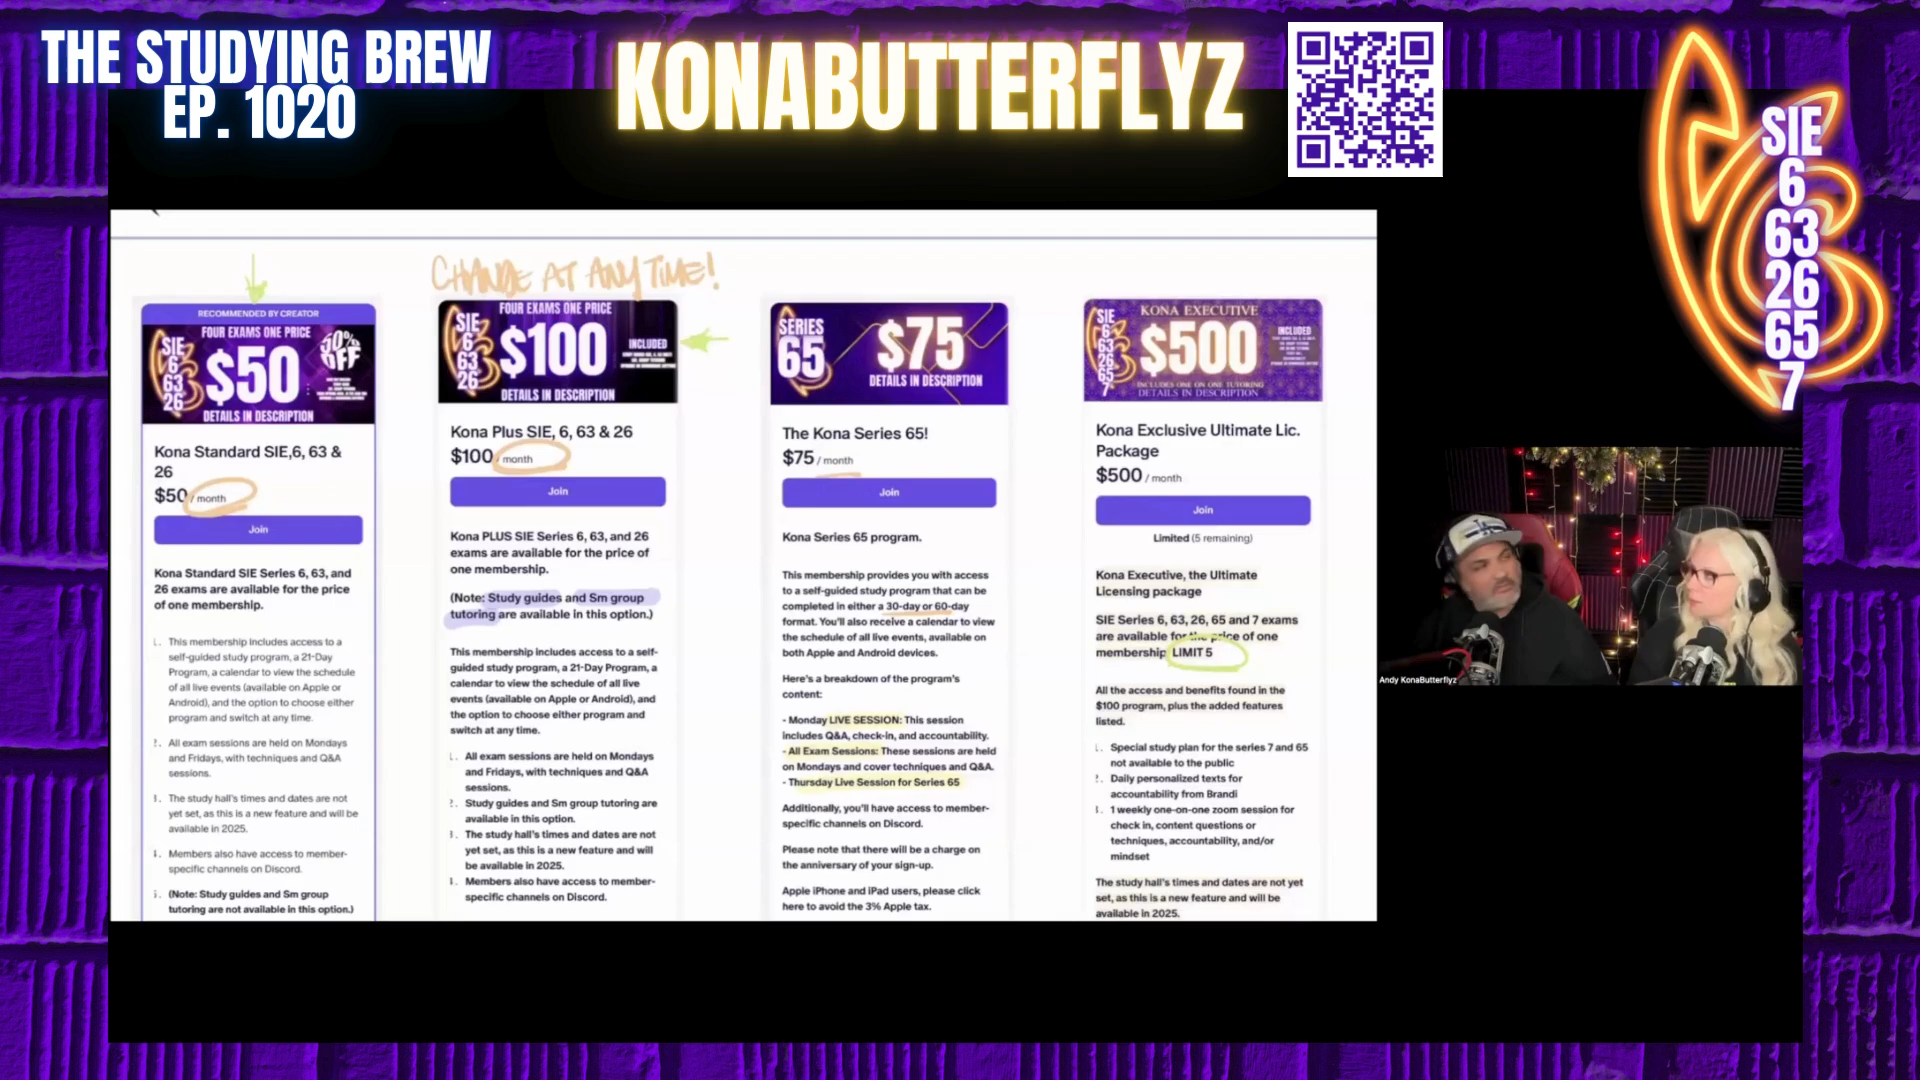 THE STUDYING BREW
EP. 1020
KONABUTTERFLYZ
SIE
6
63
26
65
7
CHANGE AT ANY TIME!
RECOMMENDED BY CREATOR
SIE
6
63
26
FOUR EXAMS ONE PRICE
$50
50%
OFF
DETAILS IN DESCRIPTION
Kona Standard SIE,6, 63 &
26
$50 / month
Join
Kona Standard SIE Series 6, 63, and
26 exams are available for the price
of one membership.
This membership includes access to a
self-guided study program, a 21-Day
Program, a calendar to view the schedule
of all live events (available on Apple or
Android), and the option to choose either
program and switch at any time.
All exam sessions are held on Mondays
and Fridays, with techniques and Q&A
sessions.
The study hall's times and dates are not
yet set, as this is a new feature and will be
available in 2025.
Members also have access to member-
specific channels on Discord.
(Note: Study guides and Sm group
tutoring are not available in this option.)
SIE
6
63
26
FOUR EXAMS ONE PRICE
$100
INCLUDED
DETAILS IN DESCRIPTION
Kona Plus SIE, 6, 63 & 26
$100 / month
Join
Kona PLUS SIE Series 6, 63, and 26
exams are available for the price of
one membership.
(Note: Study guides and Sm group
tutoring are available in this option.)
This membership includes access to a self-
guided study program, a 21-Day Program, a
calendar to view the schedule of all live
events (available on Apple or Android), and
the option to choose either program and
switch at any time.
All exam sessions are held on Mondays
and Fridays, with techniques and Q&A
sessions.
Study guides and Sm group tutoring are
available in this option.
The study hall's times and dates are not
yet set, as this is a new feature and will
be available in 2025.
Members also have access to member-
specific channels on Discord.
SERIES
65
$75
DETAILS IN DESCRIPTION
The Kona Series 65!
$75 / month
Join
Kona Series 65 program.
This membership provides you with access
to a self-guided study program that can be
completed in either a 30-day or 60-day
format. You'll also receive a calendar to view
the schedule of all live events, available on
both Apple and Android devices.
Here's a breakdown of the program's
content:
- Monday LIVE SESSION: This session
includes Q&A, check-in, and accountability.
- All Exam Sessions: These sessions are held
on Mondays and cover techniques and Q&A.
- Thursday Live Session for Series 65
Additionally, you'll have access to member-
specific channels on Discord.
Please note that there will be a charge on
the anniversary of your sign-up.
Apple iPhone and iPad users, please click
here to avoid the 3% Apple tax.
SIE
6
63
26
65
7
KONA EXECUTIVE
$500
INCLUDED
INCLUDES ONE ON ONE TUTORING
DETAILS IN DESCRIPTION
Kona Exclusive Ultimate Lic.
Package
$500 / month
Join
Limited (5 remaining)
Kona Executive, the Ultimate
Licensing package
SIE Series 6, 63, 26, 65 and 7 exams
are available for the price of one
membership LIMIT 5
All the access and benefits found in the
$100 program, plus the added features
listed.
Special study plan for the series 7 and 65
not available to the public
Daily personalized texts for
accountability from Brandi
1 weekly one-on-one zoom session for
check in, content questions or
techniques, accountability, and/or
mindset
The study hall's times and dates are not yet
set, as this is a new feature and will be
available in 2025.
Andy KonaButterflyz